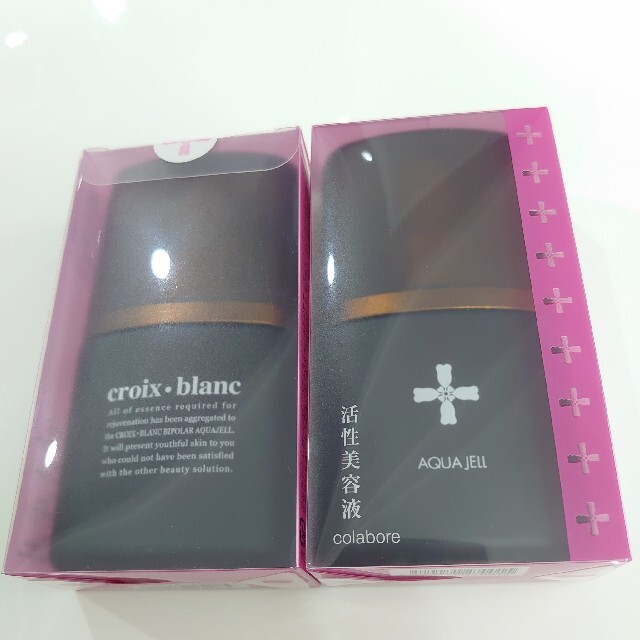 croix・blanc
All of essence required for
rejuvenation has been aggregated to
the CROIX・BLANC BIPOLAR AQUAJELL.
It will present youthful skin to you
who could not have been satisfied
with the other beauty solution.
AQUA JELL
活性美容液
colabore